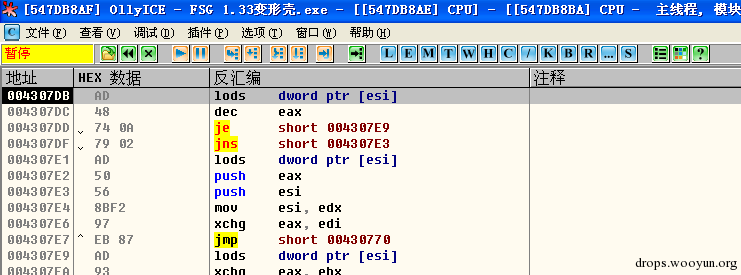 [547DB8AF] OllyICE - FSG 1.33变形壳.exe - [[547DB8AE] CPU] - [[547DB8BA] CPU - 主线程, 模块
C 文件(F) 查看(V) 调试(D) 插件(P) 选项(T) 窗口(W) 帮助(H)
暂停 L E M T W H C / K B R ... S ?
地址 HEX 数据 反汇编 注释
004307DB AD lods dword ptr [esi]
004307DC 48 dec eax
004307DD 74 0A je short 004307E9
004307DF 79 02 jns short 004307E3
004307E1 AD lods dword ptr [esi]
004307E2 50 push eax
004307E3 56 push esi
004307E4 8BF2 mov esi, edx
004307E6 97 xchg eax, edi
004307E7 ^ EB 87 jmp short 00430770
004307E9 AD lods dword ptr [esi]
004307EA 93 xchg eax, ebx
drops.wooyun.org